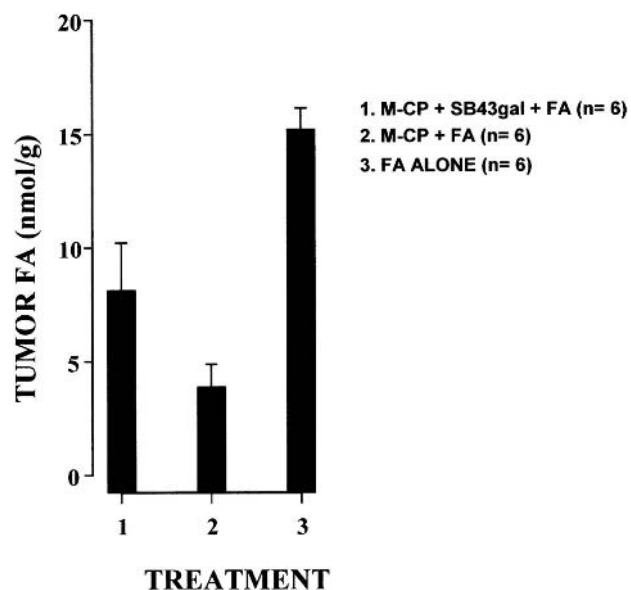 20
15
10
5
0
TUMOR FA (nmol/g)
1 2 3
TREATMENT
1. M-CP + SB43gal + FA (n= 6)
2. M-CP + FA (n= 6)
3. FA ALONE (n= 6)